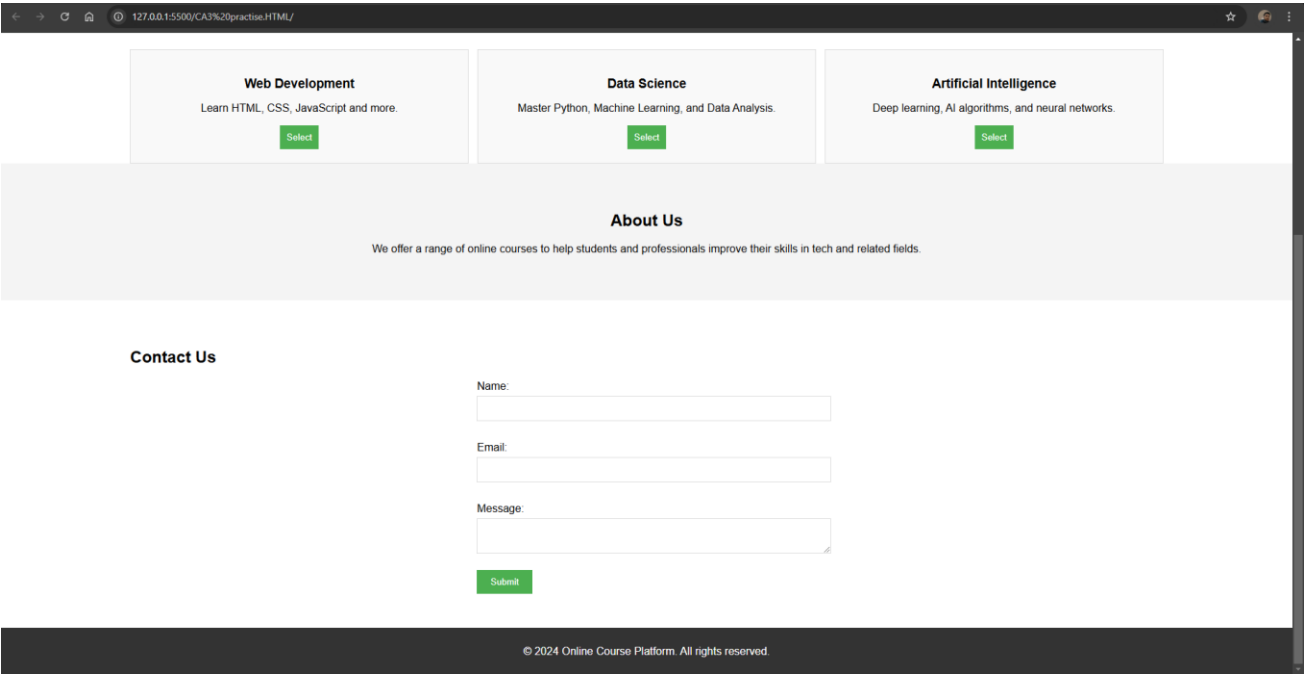 127.0.0.1:5500/CA3%20practise.HTML/
Web Development
Learn HTML, CSS, JavaScript and more.
Select
Data Science
Master Python, Machine Learning, and Data Analysis.
Select
Artificial Intelligence
Deep learning, AI algorithms, and neural networks.
Select
About Us
We offer a range of online courses to help students and professionals improve their skills in tech and related fields.
Contact Us
Name:
Email:
Message:
Submit
© 2024 Online Course Platform. All rights reserved.